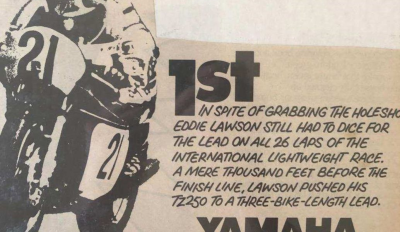 21
21
1st
IN SPITE OF GRABBING THE HOLESHO
EDDIE LAWSON STILL HAD TO DICE FOR
THE LEAD ON ALL 26 LAPS OF THE
INTERNATIONAL LIGHTWEIGHT RACE.
A MERE THOUSAND FEET BEFORE THE
FINISH LINE, LAWSON PUSHED HIS
TZ250 TO A THREE-BIKE-LENGTH LEAD.
YAMAHA